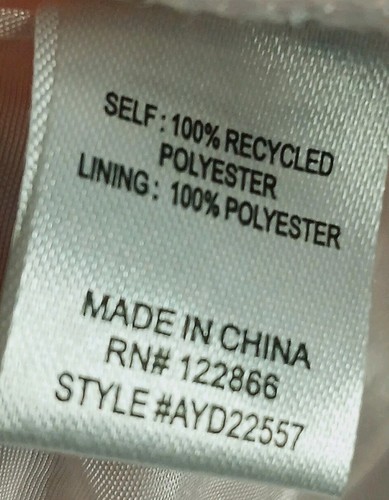 SELF : 100% RECYCLED
POLYESTER
LINING : 100% POLYESTER
MADE IN CHINA
RN# 122866
STYLE #AYD22557